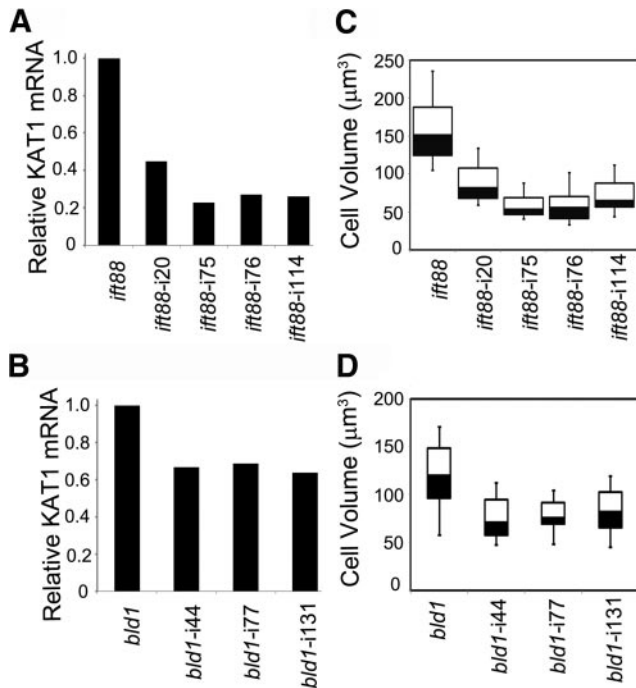 A
Relative KAT1 mRNA
1.0
0.8
0.6
0.4
0.2
0
ift88
ift88-i20
ift88-i75
ift88-i76
ift88-i114
C
Cell Volume (μm³)
250
200
150
100
50
0
ift88
ift88-i20
ift88-i75
ift88-i76
ift88-i114
B
Relative KAT1 mRNA
1.0
0.8
0.6
0.4
0.2
0
bld1
bld1-i44
bld1-i77
bld1-i131
D
Cell Volume (μm³)
200
150
100
50
0
bld1
bld1-i44
bld1-i77
bld1-i131